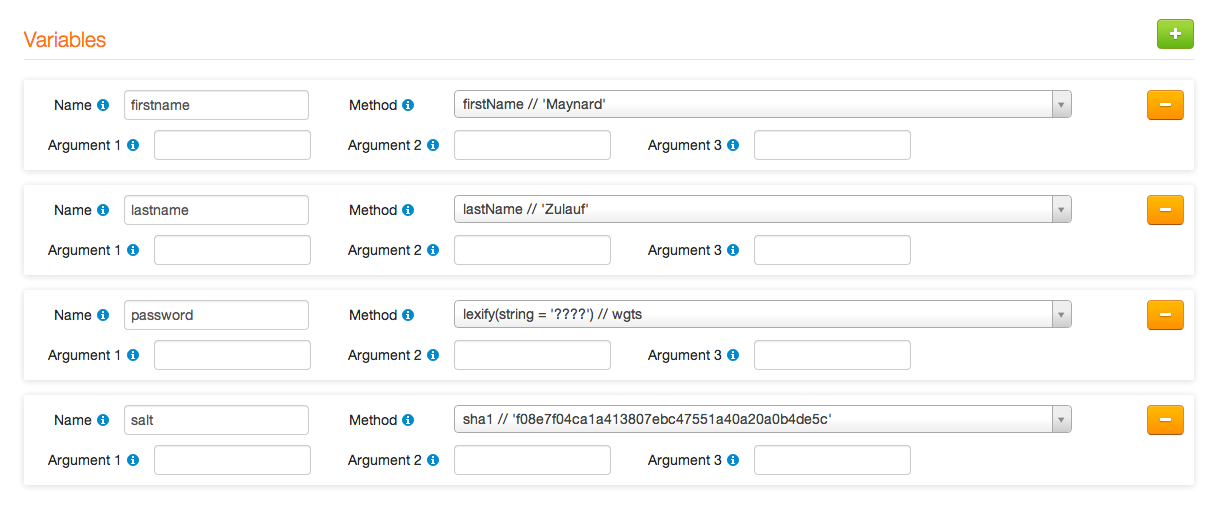 Variables
+
Name i firstname Method i firstName // 'Maynard' −
Argument 1 i Argument 2 i Argument 3 i
Name i lastname Method i lastName // 'Zulauf' −
Argument 1 i Argument 2 i Argument 3 i
Name i password Method i lexify(string = '????') // wgts −
Argument 1 i Argument 2 i Argument 3 i
Name i salt Method i sha1 // 'f08e7f04ca1a413807ebc47551a40a20a0b4de5c' −
Argument 1 i Argument 2 i Argument 3 i